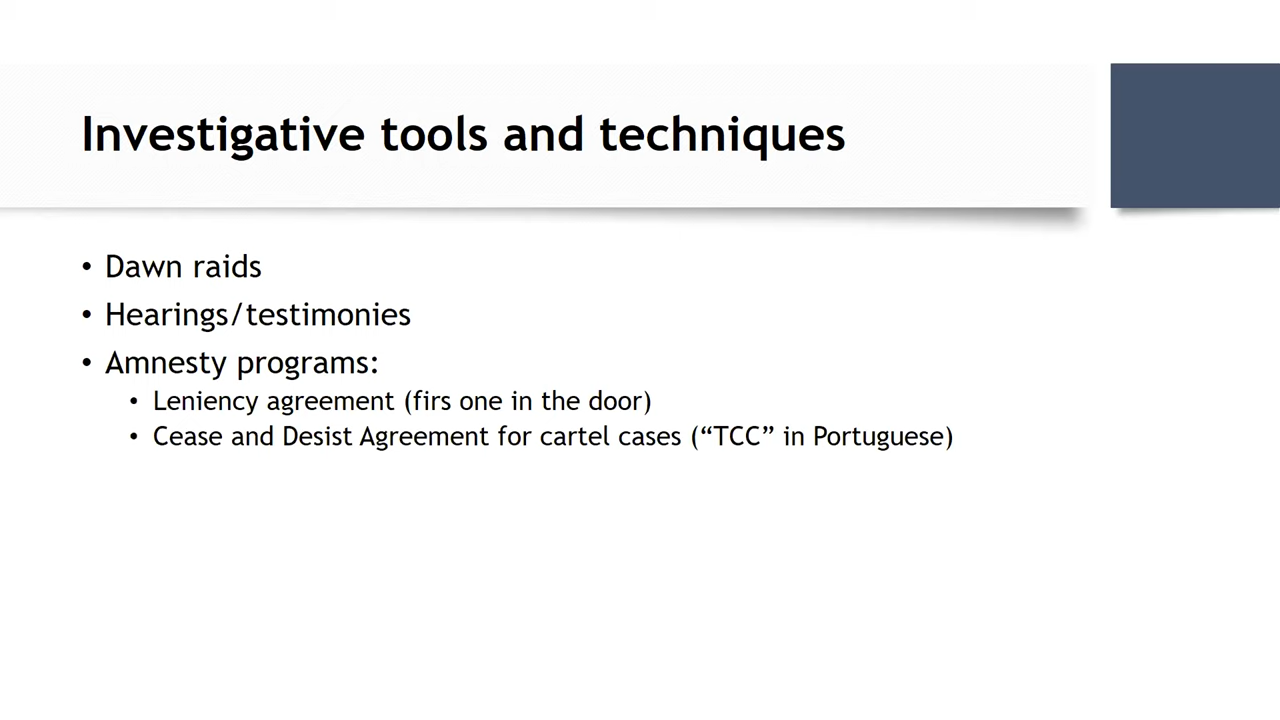 Investigative tools and techniques
• Dawn raids
• Hearings/testimonies
• Amnesty programs:
• Leniency agreement (firs one in the door)
• Cease and Desist Agreement for cartel cases (“TCC” in Portuguese)